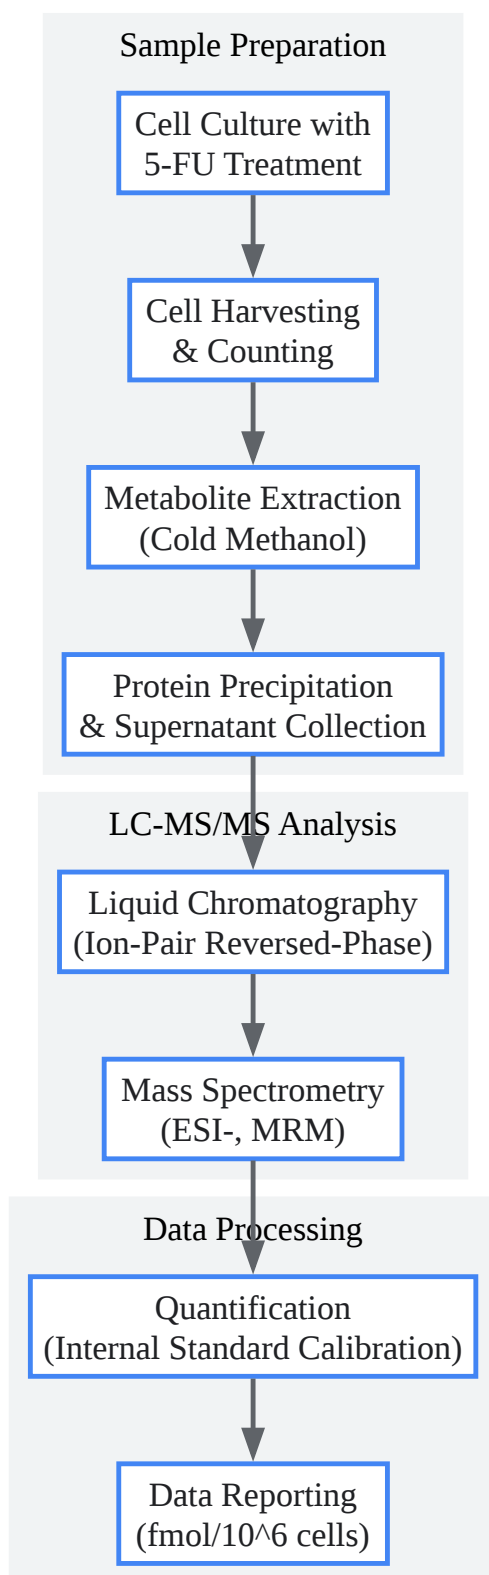 Sample Preparation
Cell Culture with
5-FU Treatment
Cell Harvesting
& Counting
Metabolite Extraction
(Cold Methanol)
Protein Precipitation
& Supernatant Collection
LC-MS/MS Analysis
Liquid Chromatography
(Ion-Pair Reversed-Phase)
Mass Spectrometry
(ESI-, MRM)
Data Processing
Quantification
(Internal Standard Calibration)
Data Reporting
(fmol/10^6 cells)